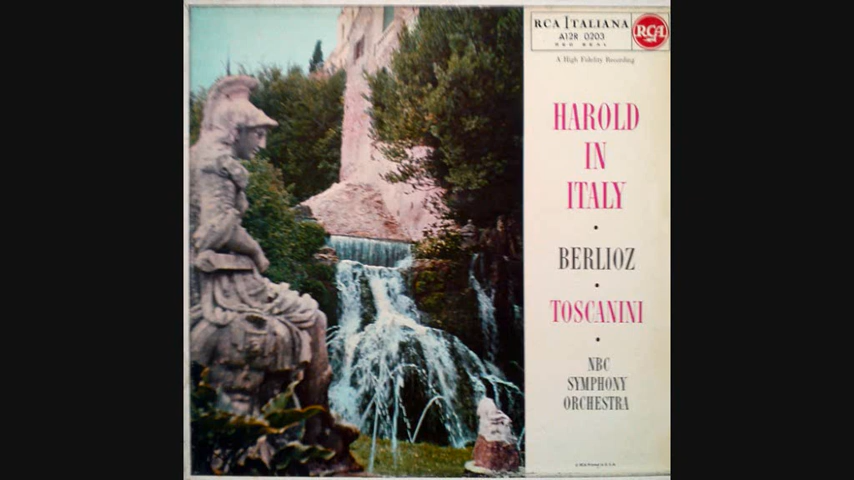 RCA ITALIANA
A12R 0203
RCA
A High Fidelity Recording
HAROLD
IN
ITALY
•
BERLIOZ
•
TOSCANINI
•
NBC
SYMPHONY
ORCHESTRA